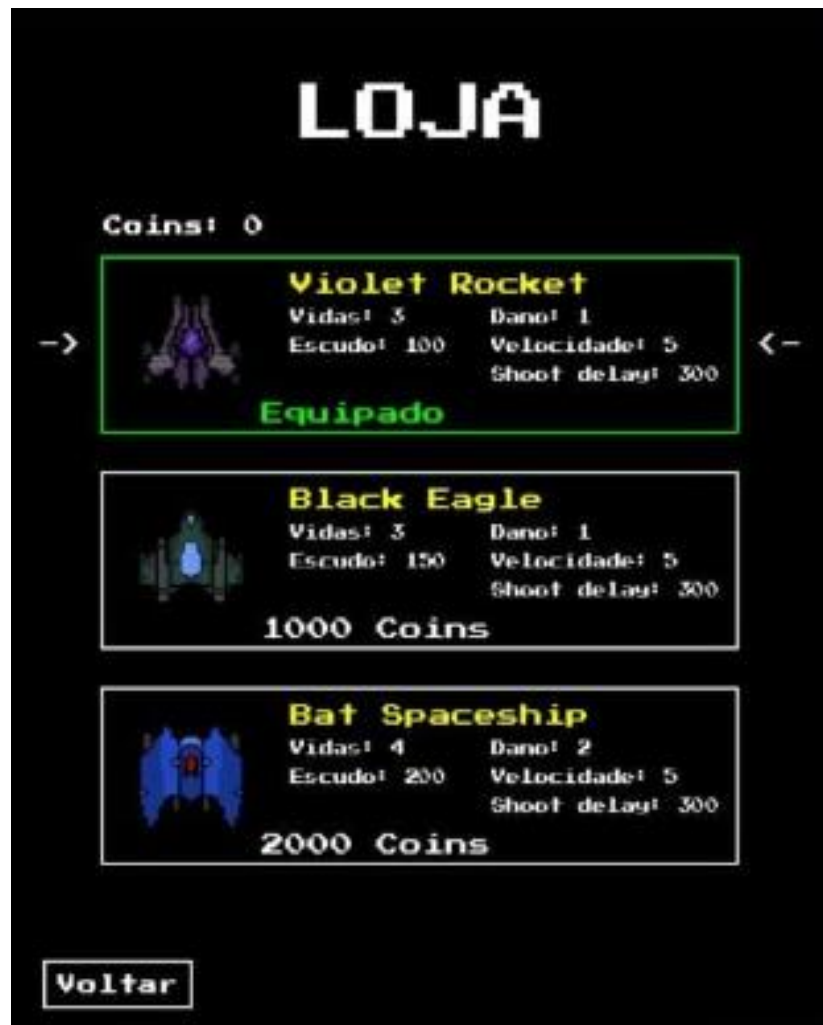 LOJA
Coins: 0
Violet Rocket
Vidas: 3 Dano: 1
-> Escudo: 100 Velocidade: 5 <-
Shoot delay: 300
Equipado
Black Eagle
Vidas: 3 Dano: 1
Escudo: 150 Velocidade: 5
Shoot delay: 300
1000 Coins
Bat Spaceship
Vidas: 4 Dano: 2
Escudo: 200 Velocidade: 5
Shoot delay: 300
2000 Coins
Voltar